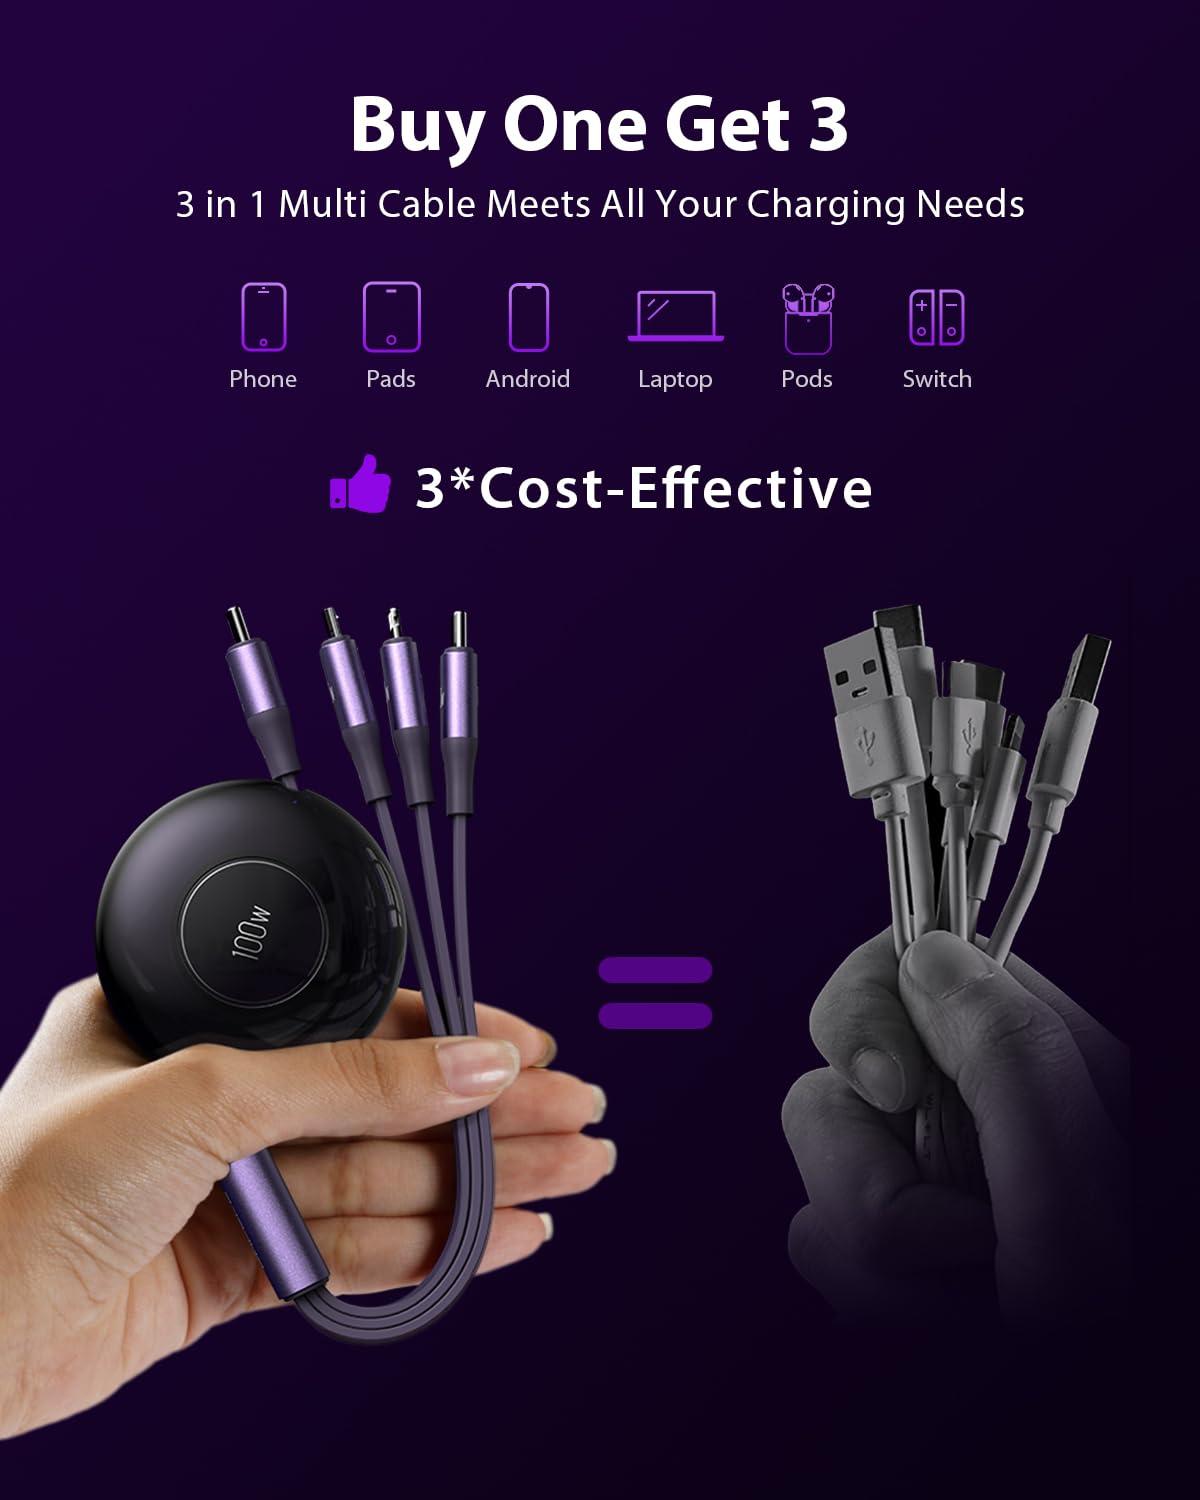 Buy One Get 3
3 in 1 Multi Cable Meets All Your Charging Needs
Phone
Pads
Android
Laptop
Pods
Switch
3*Cost-Effective
100W